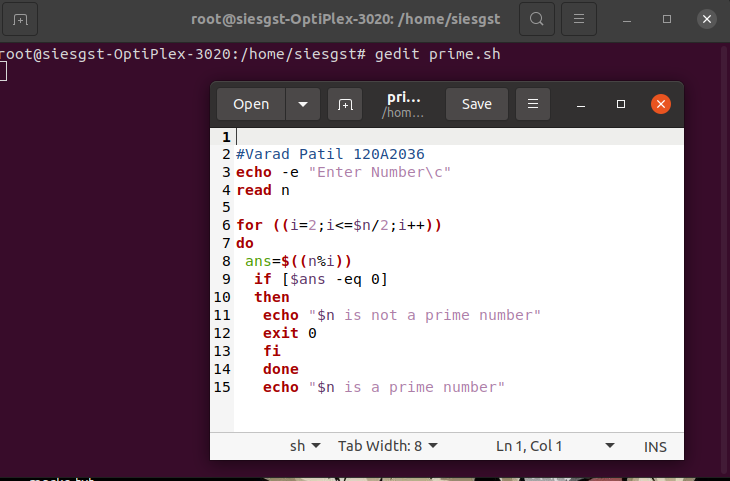 root@siesgst-OptiPlex-3020: /home/siesgst
root@siesgst-OptiPlex-3020:/home/siesgst# gedit prime.sh
Open pri... Save
/hom...
1
2 #Varad Patil 120A2036
3 echo -e "Enter Number\c"
4 read n
5
6 for ((i=2;i<=$n/2;i++))
7 do
8 ans=$((n%i))
9 if [$ans -eq 0]
10 then
11 echo "$n is not a prime number"
12 exit 0
13 fi
14 done
15 echo "$n is a prime number"
sh Tab Width: 8 Ln 1, Col 1 INS